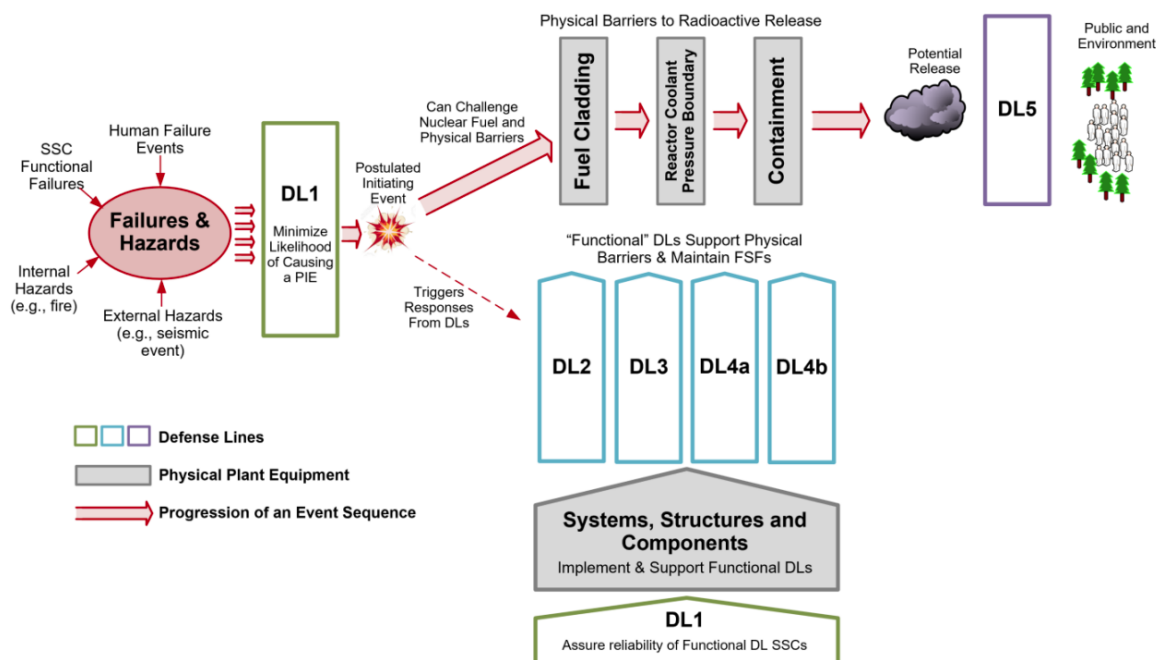 Physical Barriers to Radioactive Release
Fuel Cladding
Reactor Coolant
Pressure Boundary
Containment
Potential
Release
DL5
Public and
Environment
Can Challenge
Nuclear Fuel and
Physical Barriers
Human Failure
Events
SSC
Functional
Failures
Failures &
Hazards
Internal
Hazards
(e.g., fire)
External Hazards
(e.g., seismic
event)
DL1
Minimize
Likelihood
of Causing
a PIE
Postulated
Initiating
Event
Triggers
Responses
From DLs
“Functional” DLs Support Physical
Barriers & Maintain FSFs
DL2
DL3
DL4a
DL4b
Defense Lines
Physical Plant Equipment
Progression of an Event Sequence
Systems, Structures and
Components
Implement & Support Functional DLs
DL1
Assure reliability of Functional DL SSCs